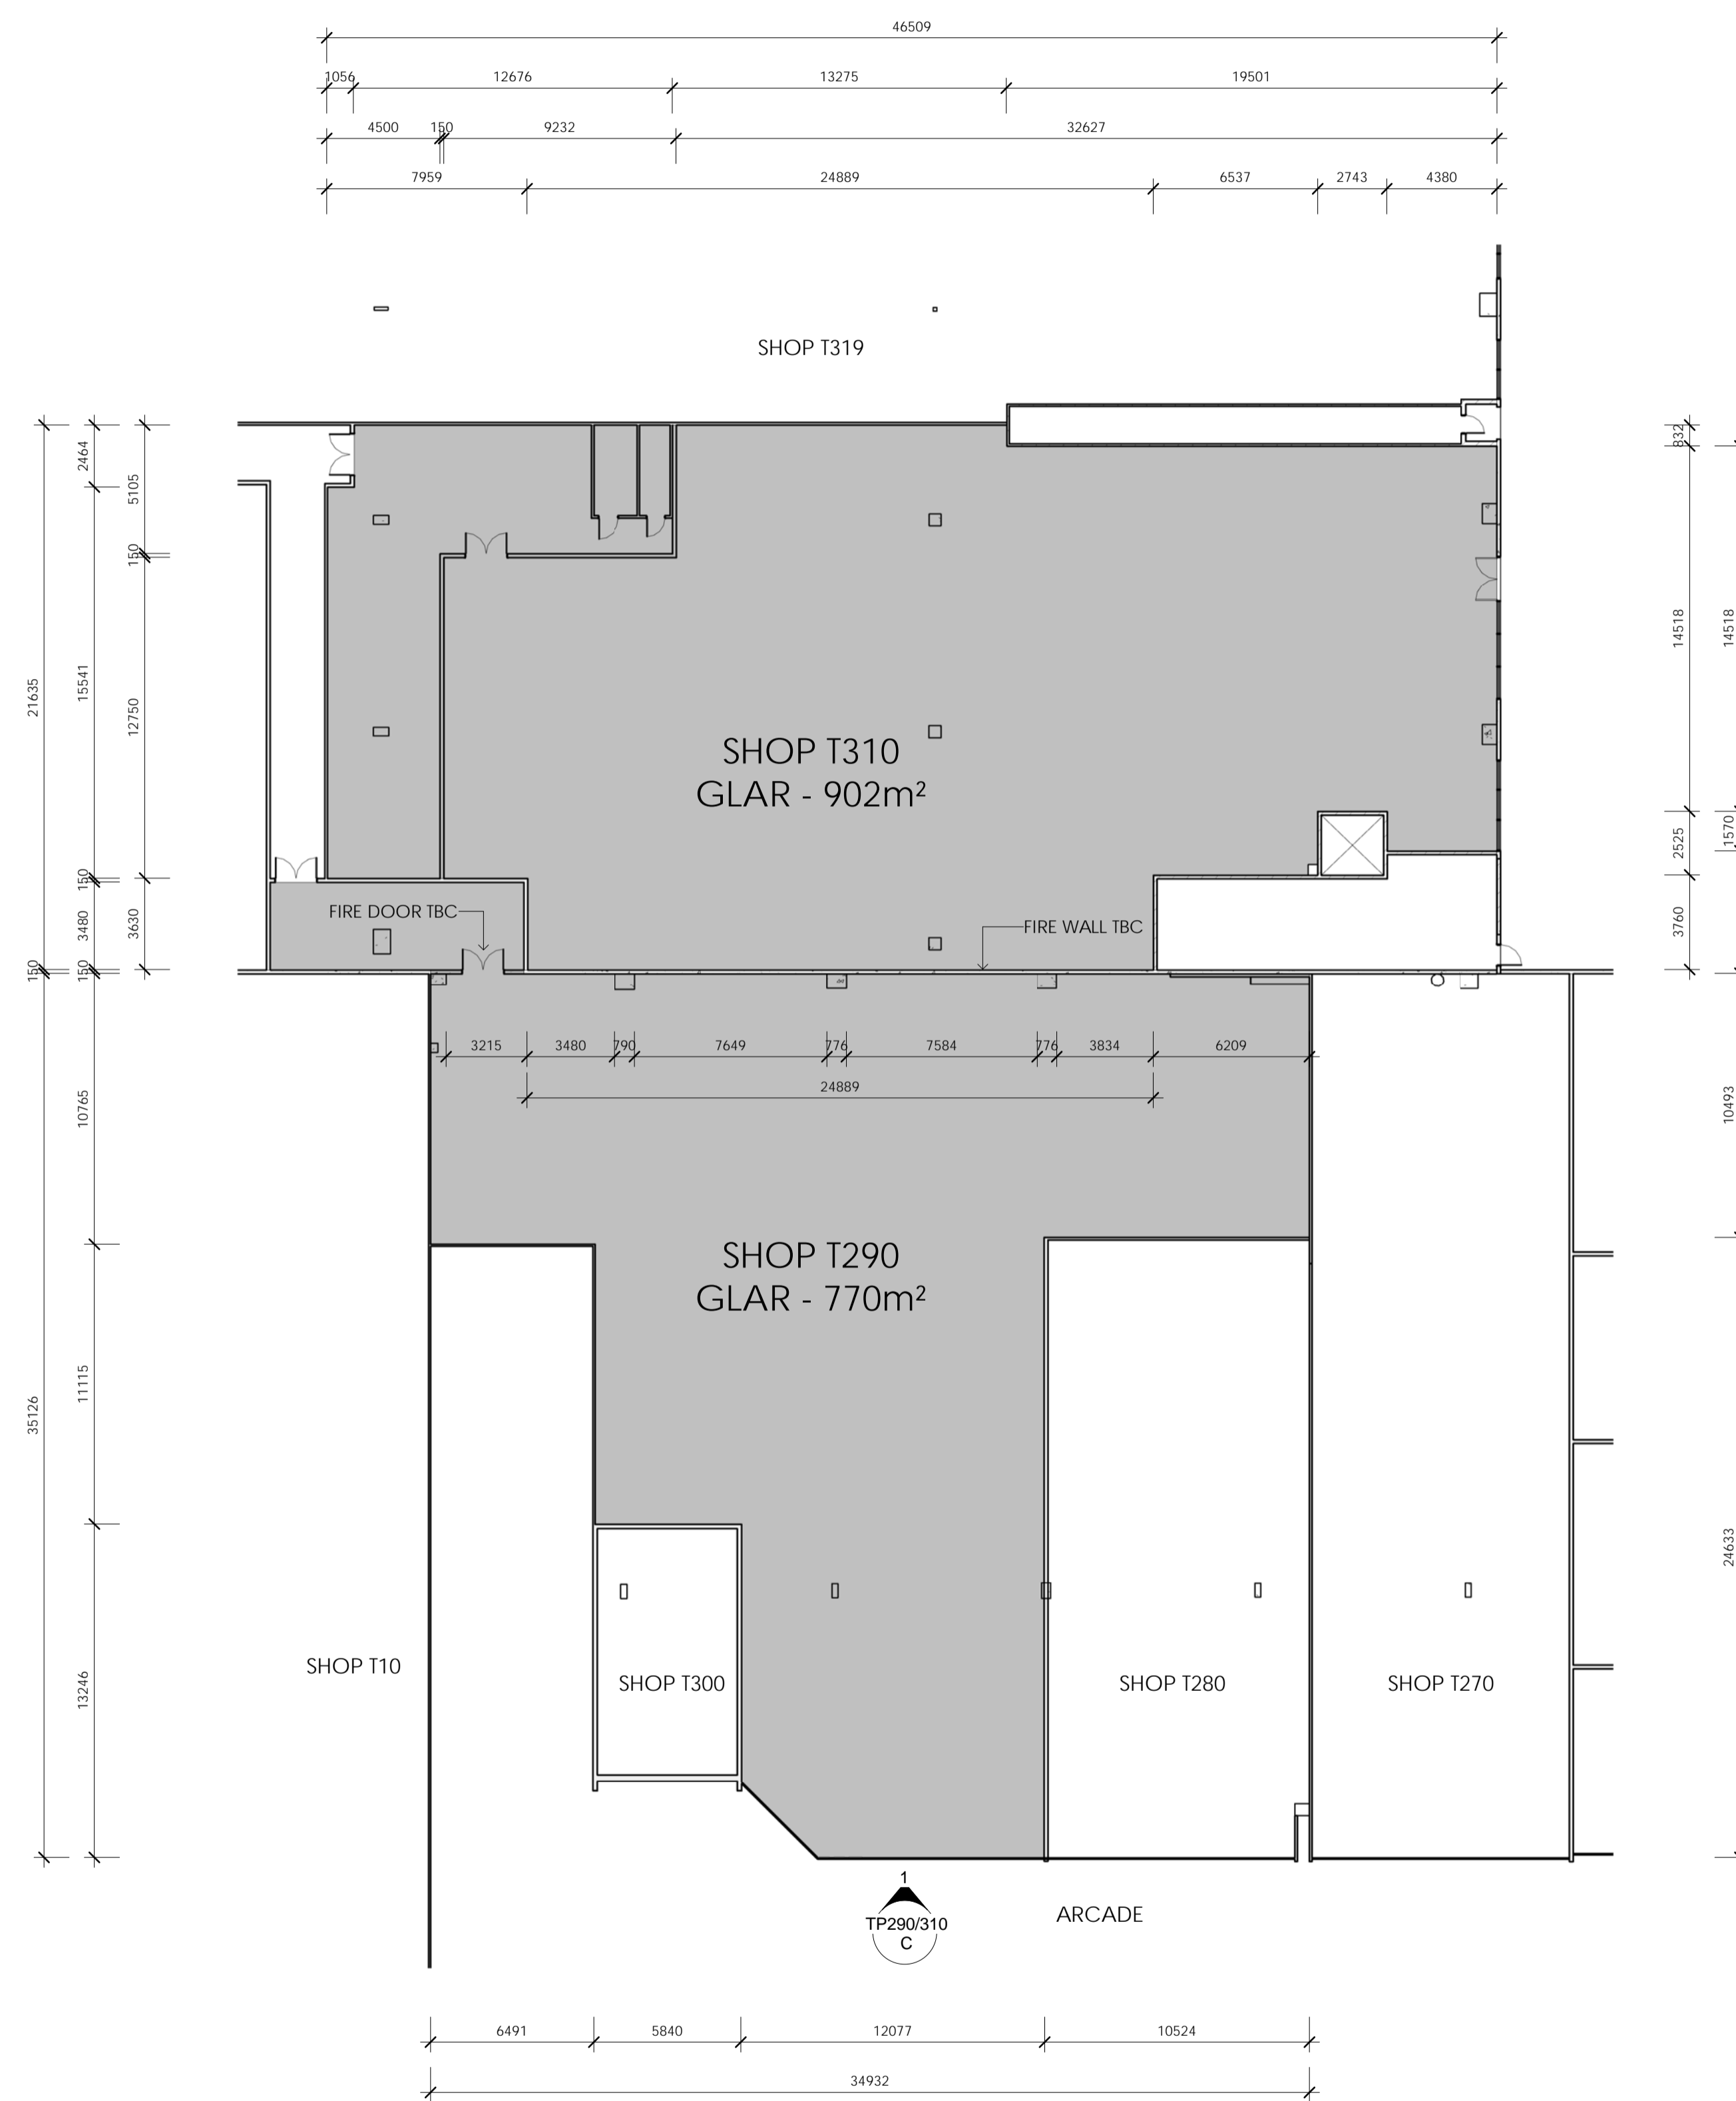 46509
1056 12676 13275 19501
4500 150 9232 32627
7959 24889 6537 2743 4380
SHOP T319
21635
2464
15541
150
3480
150
5105
150
12750
3630
150
832
14518
2525
3760
14518
1570
SHOP T310
GLAR - 902m²
FIRE DOOR TBC
FIRE WALL TBC
3215 3480 790 7649 776 7584 776 3834 6209
24889
35126
10765
11115
13246
10493
24633
SHOP T290
GLAR - 770m²
SHOP T10
SHOP T300
SHOP T280
SHOP T270
1
TP290/310
C
ARCADE
6491 5840 12077 10524
34932